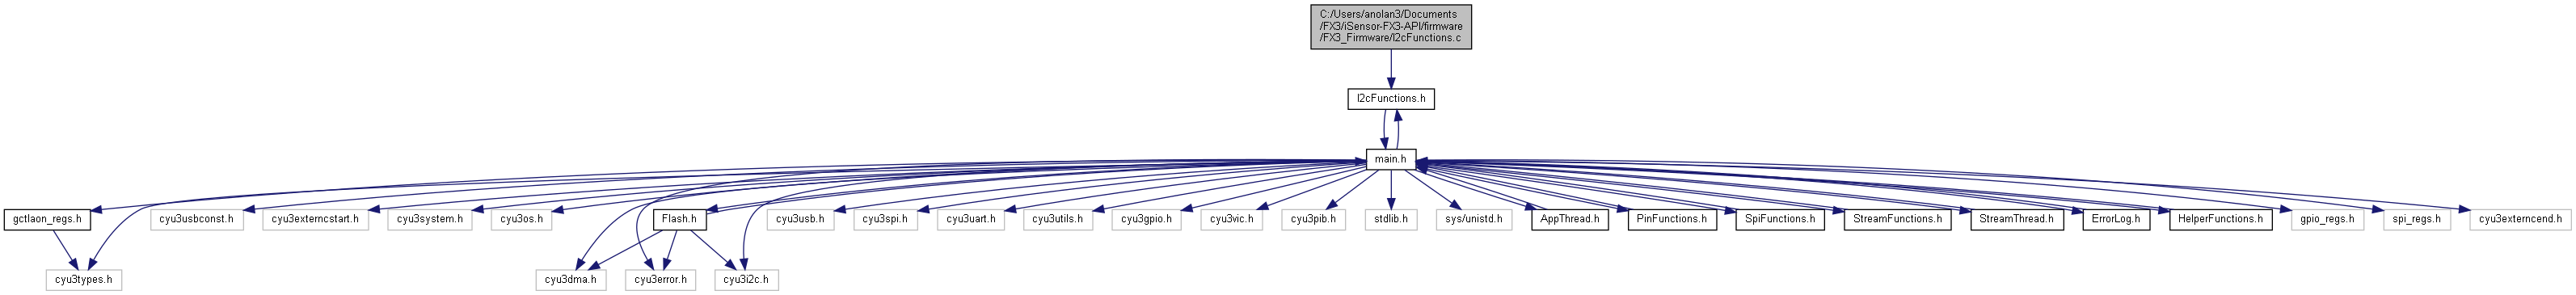 C:/Users/anolan3/Documents
/FX3/iSensor-FX3-API/firmware
/FX3_Firmware/I2cFunctions.c
I2cFunctions.h
main.h
gctlaon_regs.h
cyu3usbconst.h
cyu3externcstart.h
cyu3system.h
cyu3os.h
Flash.h
cyu3usb.h
cyu3spi.h
cyu3uart.h
cyu3utils.h
cyu3gpio.h
cyu3vic.h
cyu3pib.h
stdlib.h
sys/unistd.h
AppThread.h
PinFunctions.h
SpiFunctions.h
StreamFunctions.h
StreamThread.h
ErrorLog.h
HelperFunctions.h
gpio_regs.h
spi_regs.h
cyu3externcend.h
cyu3types.h
cyu3dma.h
cyu3error.h
cyu3i2c.h